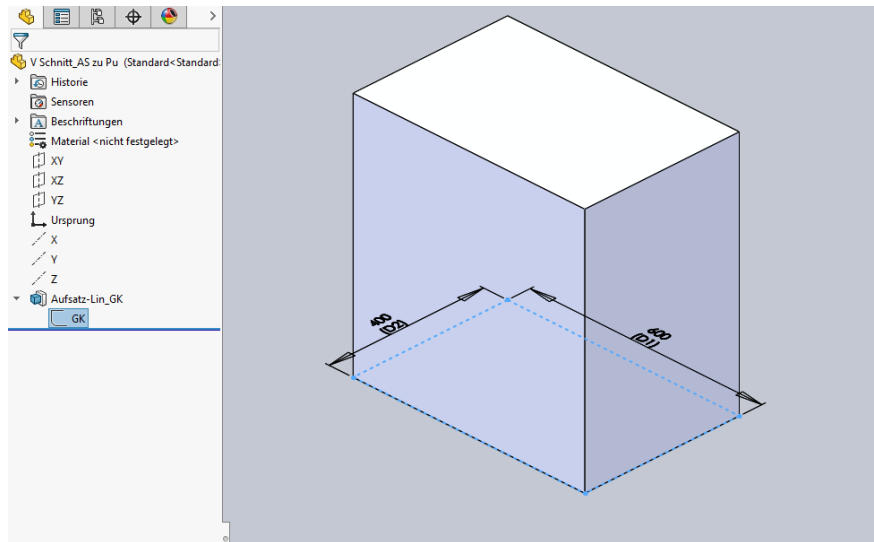 V Schnitt_AS zu Pu (Standard<Standard
Historie
Sensoren
Beschriftungen
Material <nicht festgelegt>
XY
XZ
YZ
Ursprung
X
Y
Z
Aufsatz-Lin_GK
GK
400
(D2)
600
(D1)